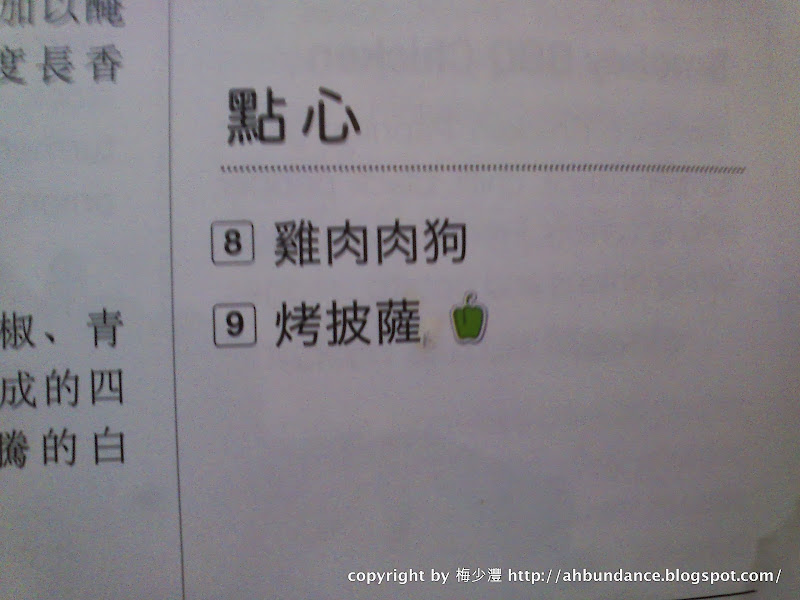 加以醃
度長香
椒、青
成的四
騰的白
點心
8 雞肉肉狗
9 烤披薩
copyright by 梅少灃 http://ahbundance.blogspot.com/